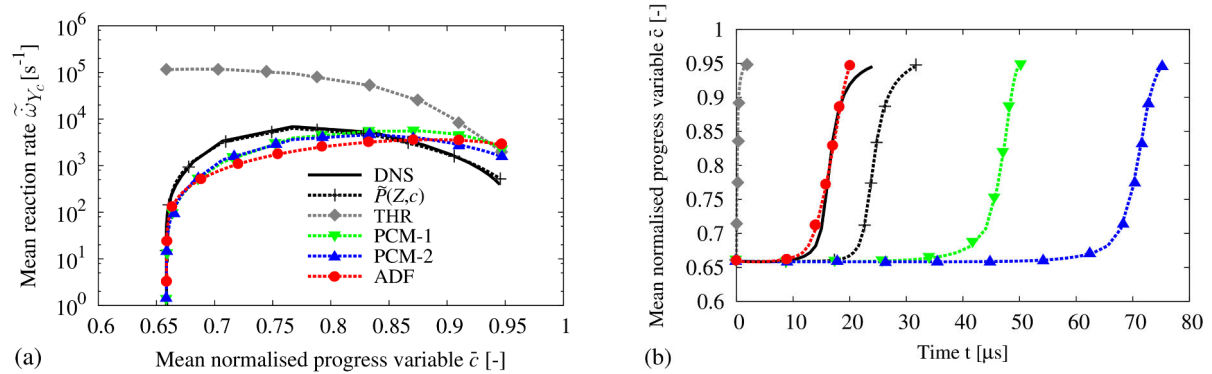 10⁶
10⁵
10⁴
10³
10²
10¹
10⁰
Mean reaction rate ω̇̃_Yc [s⁻¹]
DNS
P̃(Z,c)
THR
PCM-1
PCM-2
ADF
0.6 0.65 0.7 0.75 0.8 0.85 0.9 0.95 1
Mean normalised progress variable c̄ [-]
(a)
1
0.95
0.9
0.85
0.8
0.75
0.7
0.65
0.6
Mean normalised progress variable c̄ [-]
0 10 20 30 40 50 60 70 80
Time t [μs]
(b)